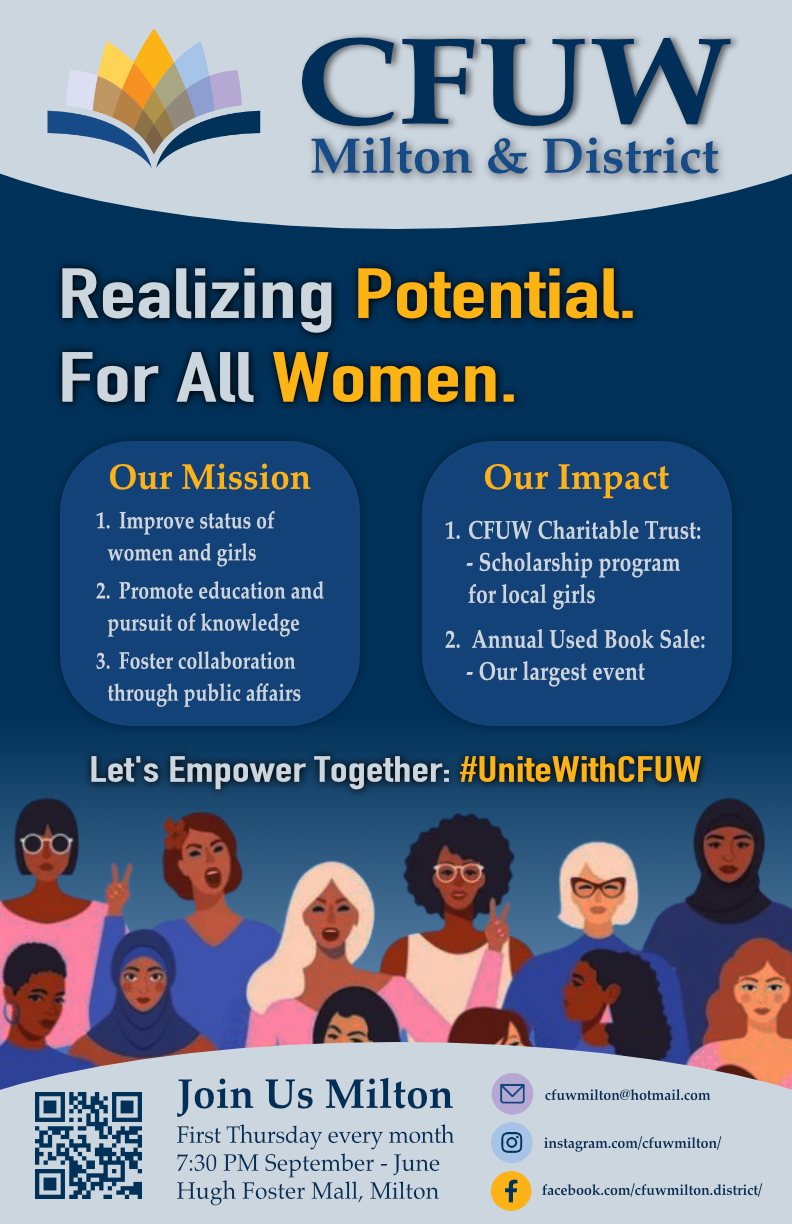 CFUW
Milton & District
Realizing Potential.
For All Women.
Our Mission
1. Improve status of
women and girls
2. Promote education and
pursuit of knowledge
3. Foster collaboration
through public affairs
Our Impact
1. CFUW Charitable Trust:
- Scholarship program
for local girls
2. Annual Used Book Sale:
- Our largest event
Let's Empower Together: #UniteWithCFUW
Join Us Milton
First Thursday every month
7:30 PM September - June
Hugh Foster Mall, Milton
cfuwmilton@hotmail.com
instagram.com/cfuwmilton/
facebook.com/cfuwmilton.district/